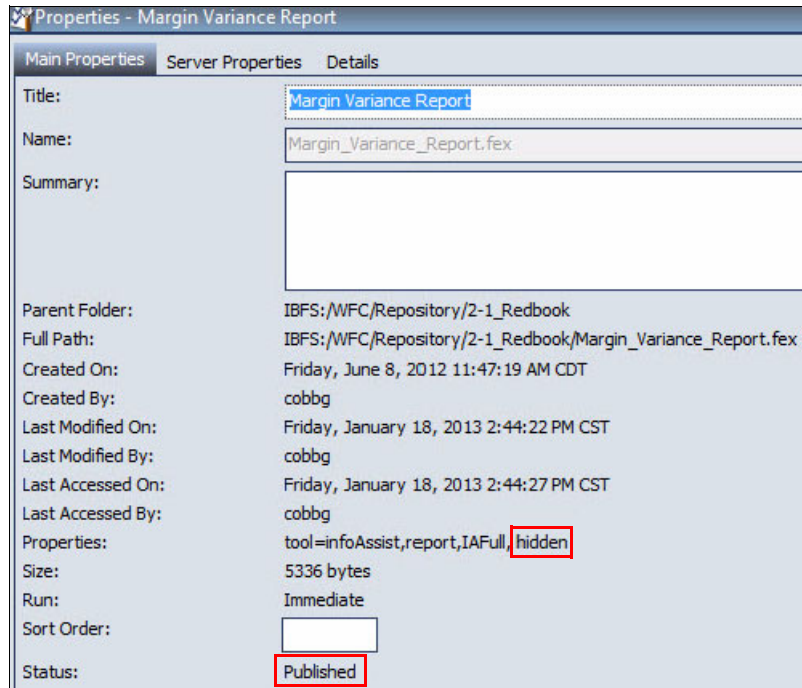 Properties - Margin Variance Report
Main Properties Server Properties Details
Title: Margin Variance Report
Name: Margin_Variance_Report.fex
Summary:
Parent Folder: IBFS:/WFC/Repository/2-1_Redbook
Full Path: IBFS:/WFC/Repository/2-1_Redbook/Margin_Variance_Report.fex
Created On: Friday, June 8, 2012 11:47:19 AM CDT
Created By: cobbg
Last Modified On: Friday, January 18, 2013 2:44:22 PM CST
Last Modified By: cobbg
Last Accessed On: Friday, January 18, 2013 2:44:27 PM CST
Last Accessed By: cobbg
Properties: tool=infoAssist,report,IAFull, hidden
Size: 5336 bytes
Run: Immediate
Sort Order:
Status: Published